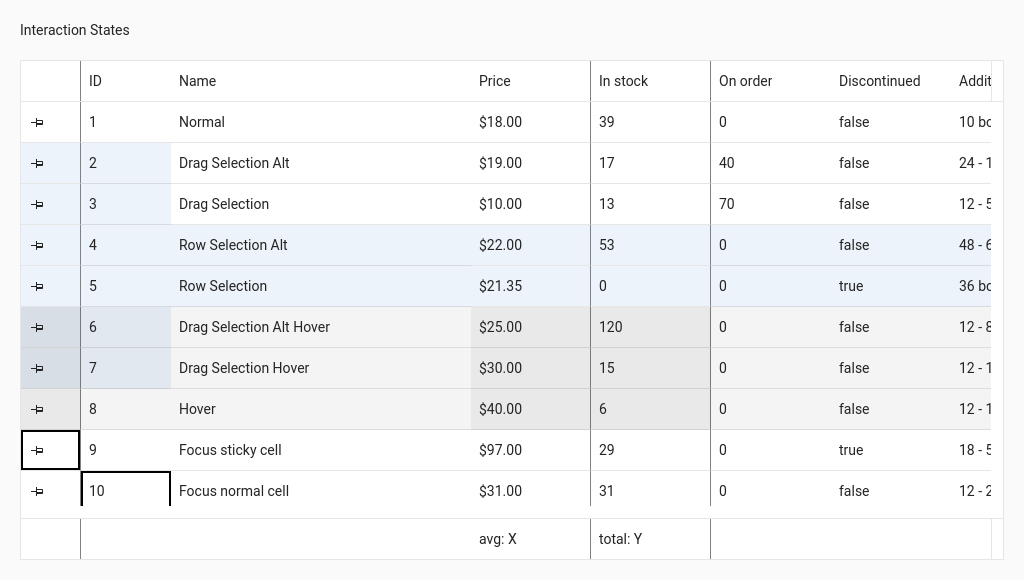 Interaction States
ID Name Price In stock On order Discontinued Addit
1 Normal $18.00 39 0 false 10 bo
2 Drag Selection Alt $19.00 17 40 false 24 - 1
3 Drag Selection $10.00 13 70 false 12 - 5
4 Row Selection Alt $22.00 53 0 false 48 - 6
5 Row Selection $21.35 0 0 true 36 bo
6 Drag Selection Alt Hover $25.00 120 0 false 12 - 8
7 Drag Selection Hover $30.00 15 0 false 12 - 1
8 Hover $40.00 6 0 false 12 - 1
9 Focus sticky cell $97.00 29 0 true 18 - 5
10 Focus normal cell $31.00 31 0 false 12 - 2
avg: X total: Y